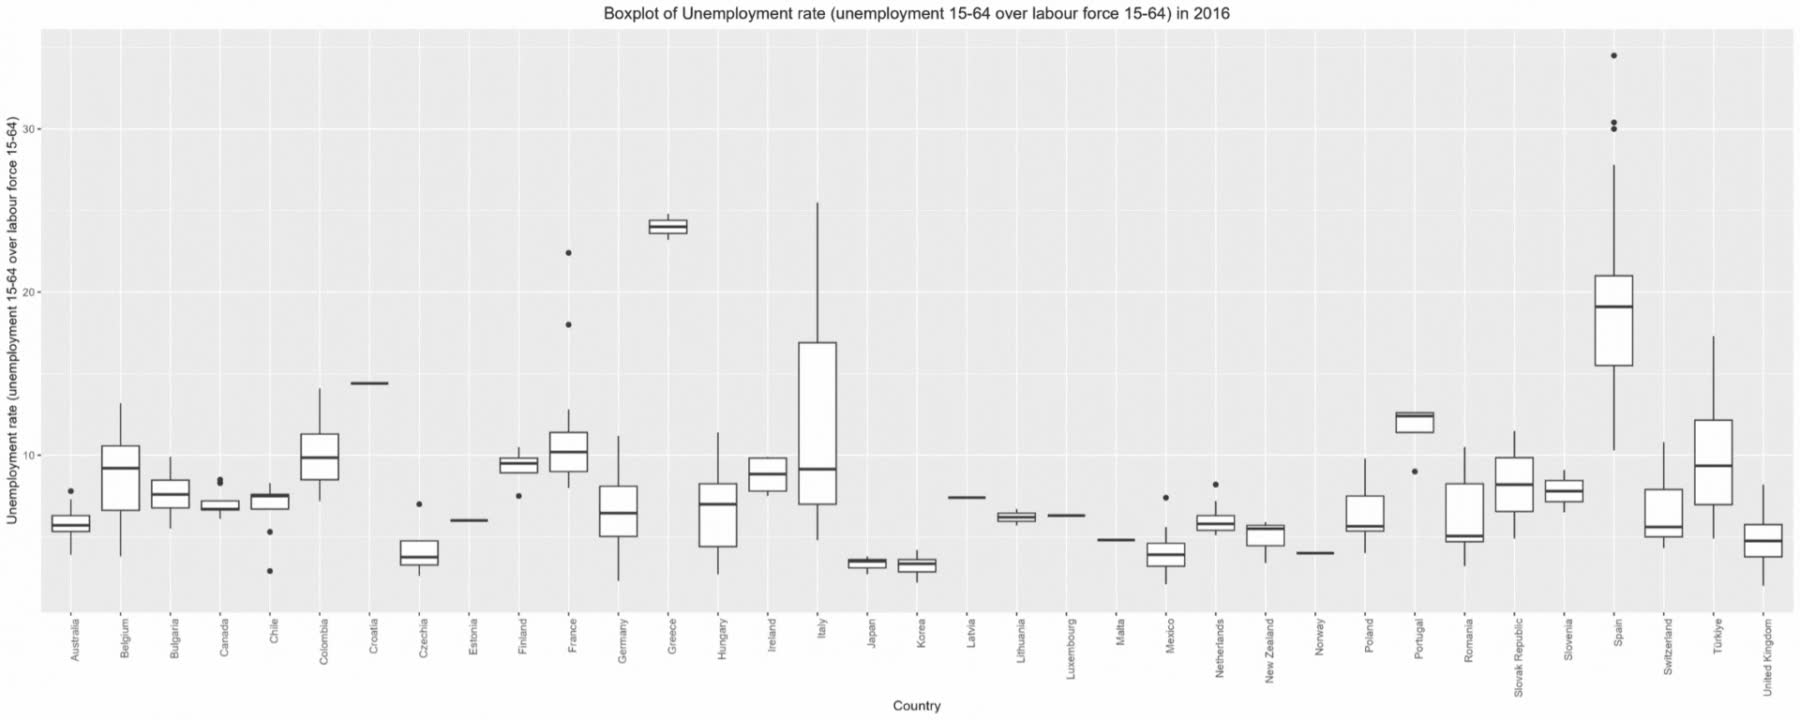 Boxplot of Unemployment rate (unemployment 15-64 over labour force 15-64) in 2016
Unemployment rate (unemployment 15-64 over labour force 15-64)
30
20
10
Australia
Belgium
Bulgaria
Canada
Chile
Colombia
Croatia
Czechia
Estonia
Finland
France
Germany
Greece
Hungary
Ireland
Italy
Japan
Korea
Latvia
Lithuania
Luxembourg
Malta
Mexico
Netherlands
New Zealand
Norway
Poland
Portugal
Romania
Slovak Republic
Slovenia
Spain
Switzerland
Türkiye
United Kingdom
Country